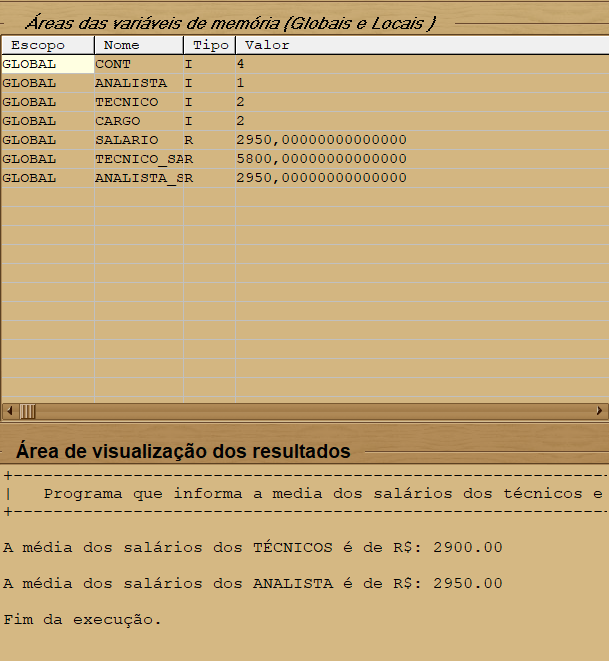 Áreas das variáveis de memória (Globais e Locais )
Escopo Nome Tipo Valor
GLOBAL CONT I 4
GLOBAL ANALISTA I 1
GLOBAL TECNICO I 2
GLOBAL CARGO I 2
GLOBAL SALARIO R 2950,00000000000000
GLOBAL TECNICO_SA R 5800,00000000000000
GLOBAL ANALISTA_S R 2950,00000000000000
Área de visualização dos resultados
+------------------------------------------------------------
| Programa que informa a media dos salários dos técnicos e
+------------------------------------------------------------
A média dos salários dos TÉCNICOS é de R$: 2900.00
A média dos salários dos ANALISTA é de R$: 2950.00
Fim da execução.